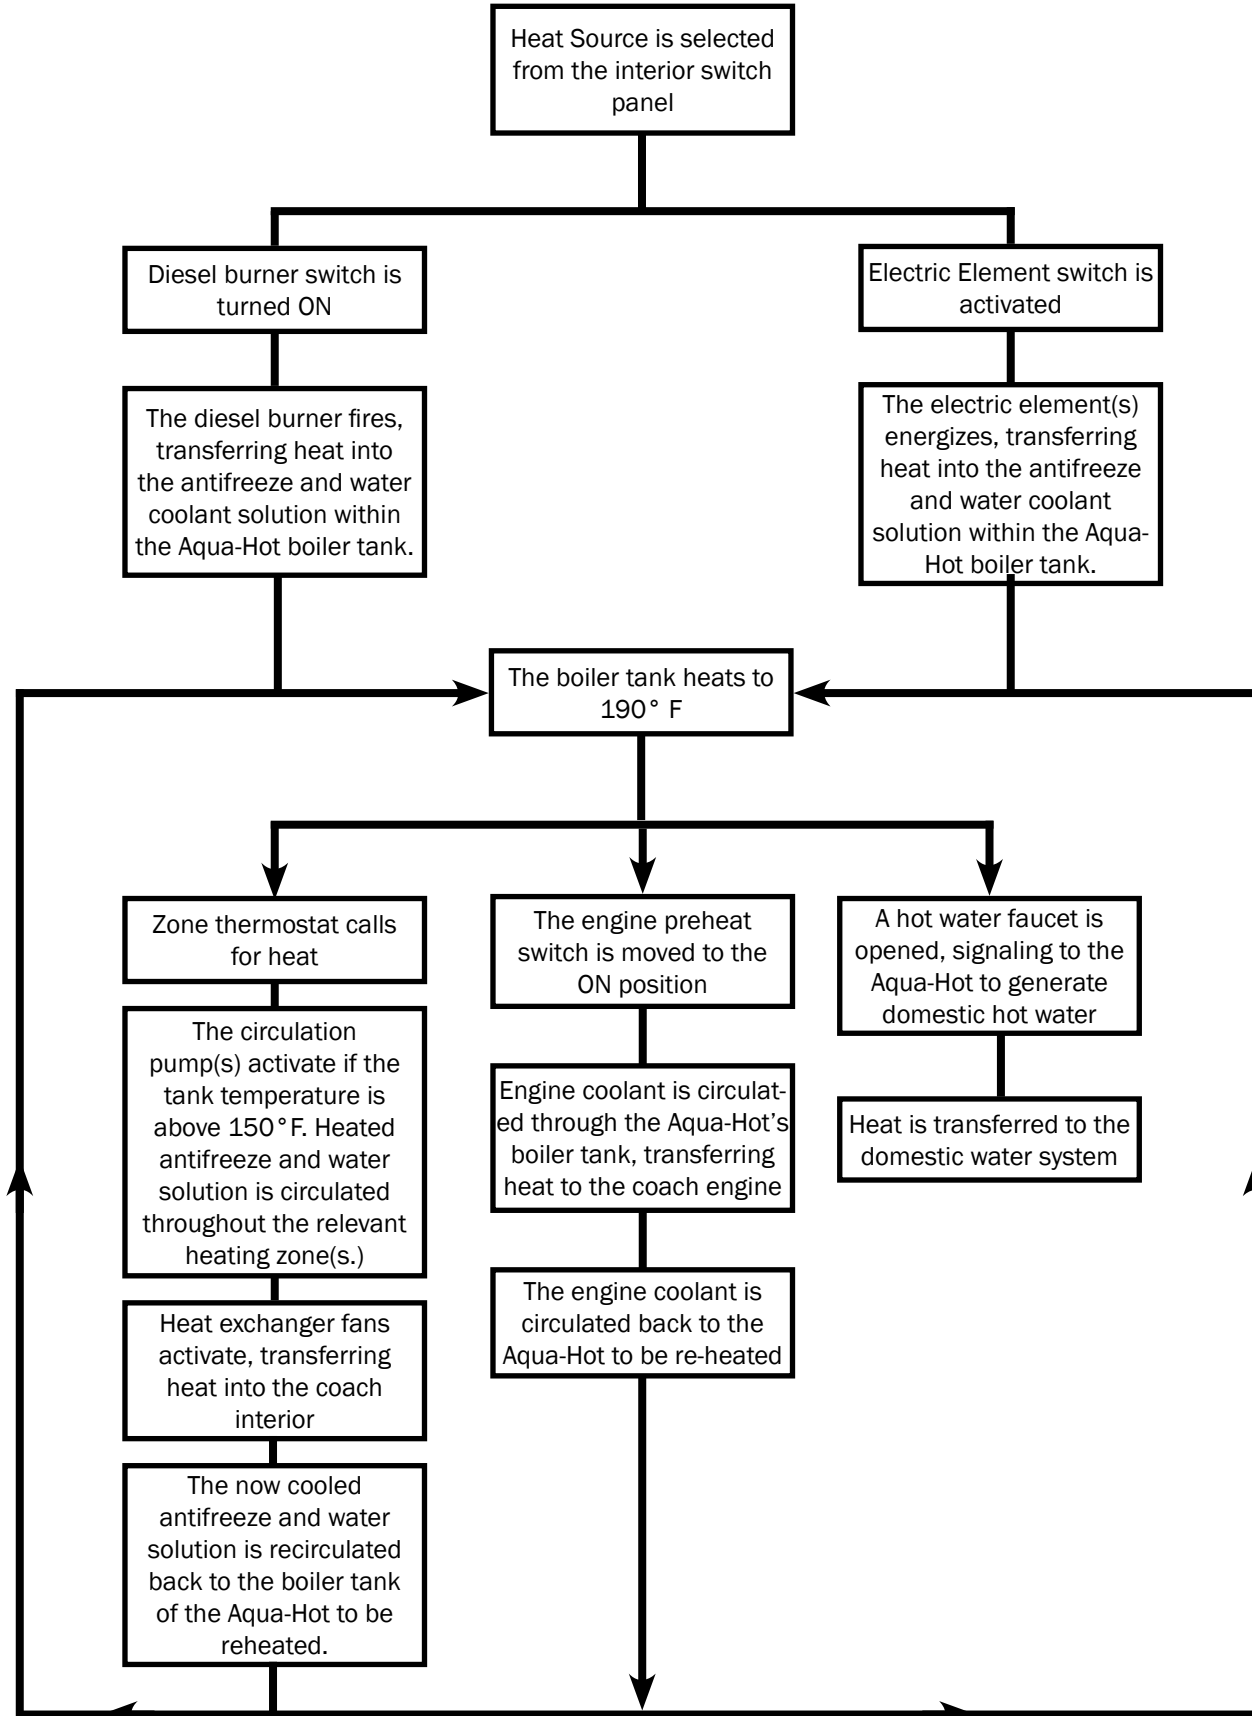 Heat Source is selected
from the interior switch
panel
Diesel burner switch is
turned ON
Electric Element switch is
activated
The diesel burner fires,
transferring heat into
the antifreeze and water
coolant solution within
the Aqua-Hot boiler tank.
The electric element(s)
energizes, transferring
heat into the antifreeze
and water coolant
solution within the Aqua-
Hot boiler tank.
The boiler tank heats to
190° F
Zone thermostat calls
for heat
The circulation
pump(s) activate if the
tank temperature is
above 150°F. Heated
antifreeze and water
solution is circulated
throughout the relevant
heating zone(s.)
Heat exchanger fans
activate, transferring
heat into the coach
interior
The now cooled
antifreeze and water
solution is recirculated
back to the boiler tank
of the Aqua-Hot to be
reheated.
The engine preheat
switch is moved to the
ON position
Engine coolant is circulat-
ed through the Aqua-Hot’s
boiler tank, transferring
heat to the coach engine
The engine coolant is
circulated back to the
Aqua-Hot to be re-heated
A hot water faucet is
opened, signaling to the
Aqua-Hot to generate
domestic hot water
Heat is transferred to the
domestic water system